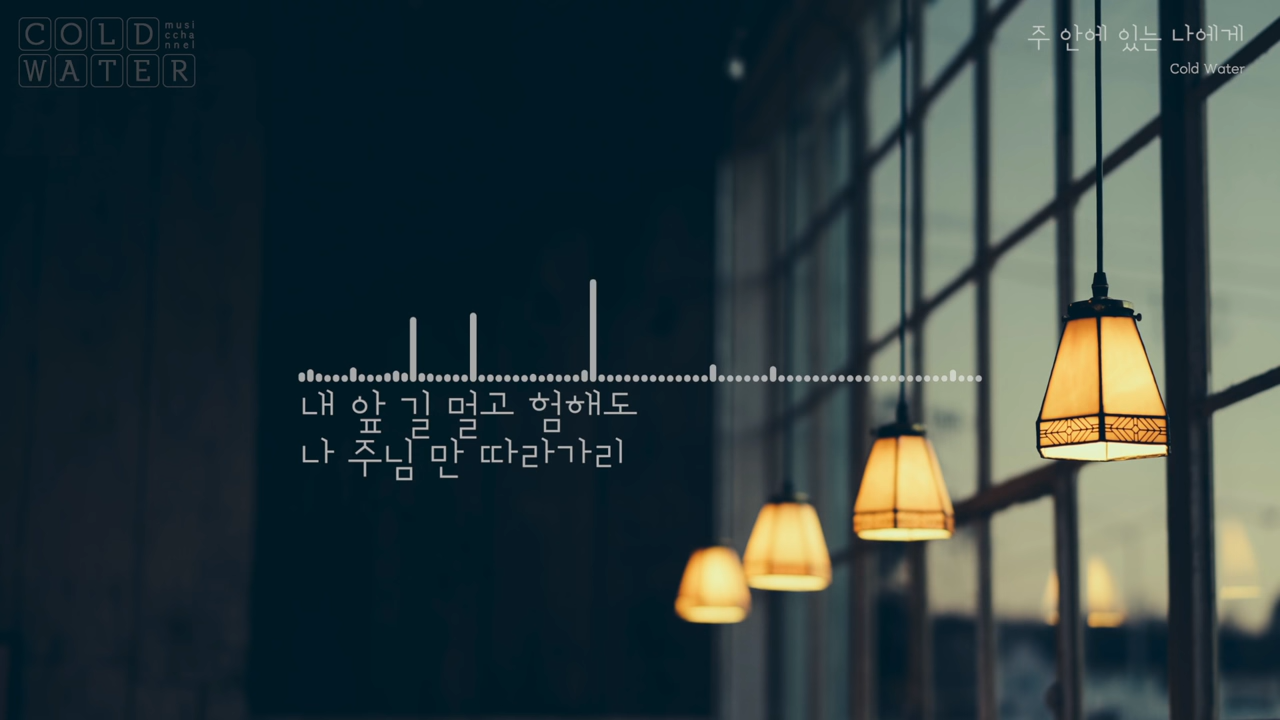 COLD
musi
ccha
nnel
WATER
주 안에 있는 나에게
Cold Water
내 앞 길 멀고 험해도
나 주님 만 따라가리